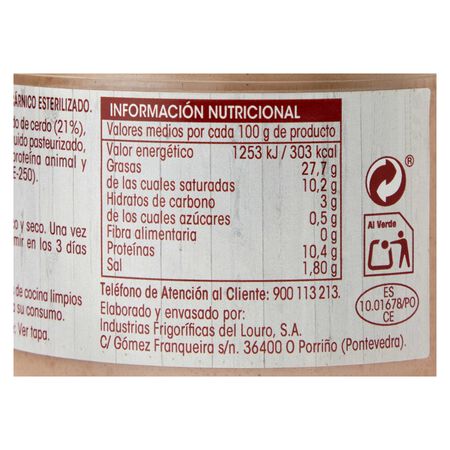 ÁRNICO ESTERILIZADO.
do de cerdo (21%),
uido pasteurizado,
proteína animal y
E-250).
o y seco. Una vez
mir en los 3 días
de cocina limpios
su consumo.
: Ver tapa.
INFORMACIÓN NUTRICIONAL
Valores medios por cada 100 g de producto
Valor energético 1253 kJ / 303 kcal
Grasas 27,7 g
de las cuales saturadas 10,2 g
Hidratos de carbono 3 g
de los cuales azúcares 0,5 g
Fibra alimentaria 0 g
Proteínas 10,4 g
Sal 1,80 g
Teléfono de Atención al Cliente: 900 113 213.
Elaborado y envasado por:
Industrias Frigoríficas del Louro, S.A.
C/ Gómez Franqueira s/n. 36400 O Porriño (Pontevedra).
®
Al Verde
ES
10.01678/PO
CE